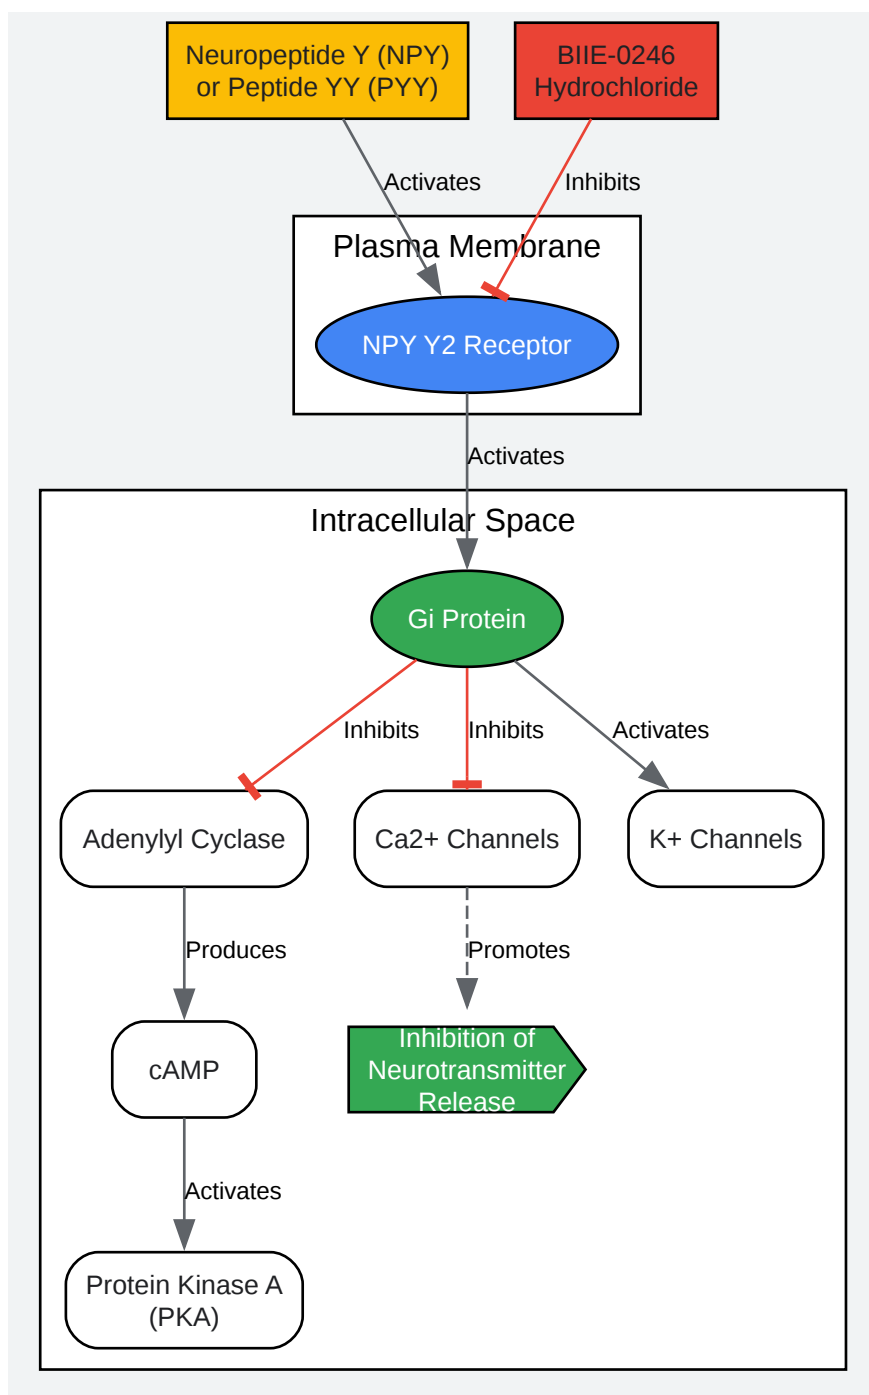 Neuropeptide Y (NPY)
or Peptide YY (PYY)
BIIE-0246
Hydrochloride
Activates
Inhibits
Plasma Membrane
NPY Y2 Receptor
Activates
Intracellular Space
Gi Protein
Inhibits
Inhibits
Activates
Adenylyl Cyclase
Ca2+ Channels
K+ Channels
Produces
Promotes
cAMP
Inhibition of
Neurotransmitter
Release
Activates
Protein Kinase A
(PKA)